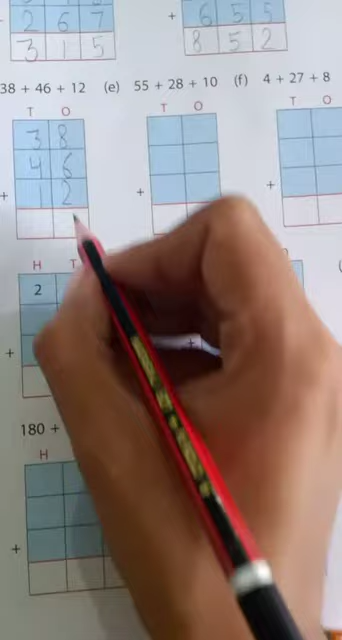 2 6 7
3 1 5
+ 6 5 5
8 5 2
38 + 46 + 12 (e) 55 + 28 + 10 (f) 4 + 27 + 8
T O T O T O
3 8
4 6
+ 1 2 + +
H T
2
+ +
180 +
H
+